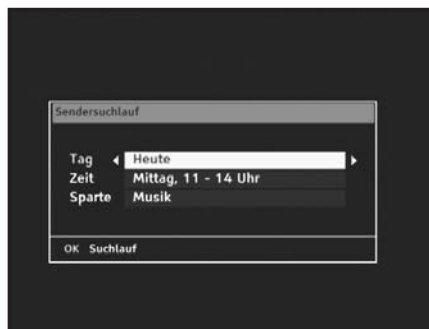 Sendersuchlauf
Tag Heute
Zeit Mittag, 11 - 14 Uhr
Sparte Musik
OK Suchlauf